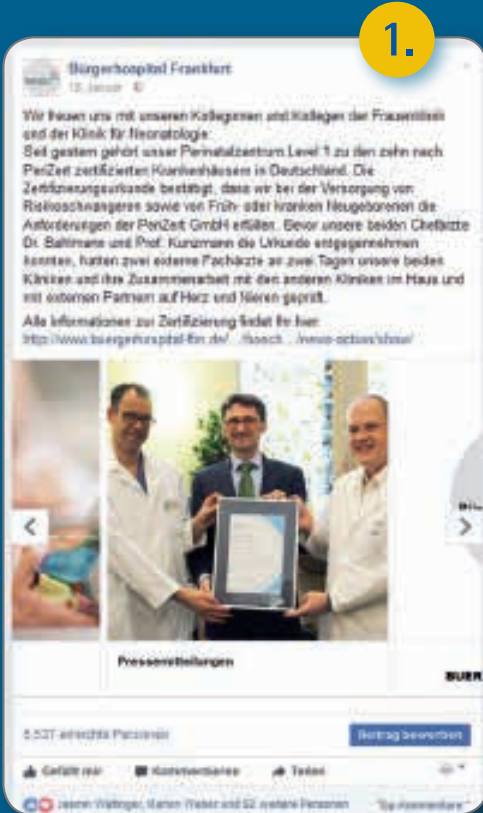 1.
Bürgerhospital Frankfurt
Wir freuen uns mit unseren Kolleginnen und Kollegen der Frauenklinik
und der Klinik für Neonatologie:
Seit gestern gehört unser Perinatalzentrum Level 1 zu den zehn nach
PeriZert zertifizierten Krankenhäusern in Deutschland. Die
Zertifizierungsurkunde bestätigt, dass wir bei der Versorgung von
Risikoschwangeren sowie von Früh- oder kranken Neugeborenen die
Anforderungen der PeriZert GmbH erfüllen. Bevor unsere beiden Chefärzte
Dr. Bahlmann und Prof. Kunzmann die Urkunde entgegennehmen
konnten, hatten zwei externe Fachärzte an zwei Tagen unsere beiden
Kliniken und ihre Zusammenarbeit mit den anderen Kliniken im Haus und
mit externen Partnern auf Herz und Nieren geprüft.
Alle Informationen zur Zertifizierung findet Ihr hier:
Pressemitteilungen
BUER
erreichte Personen
Beitrag bewerben
Gefällt mir Kommentieren Teilen
und 52 weitere Personen Top-Kommentare